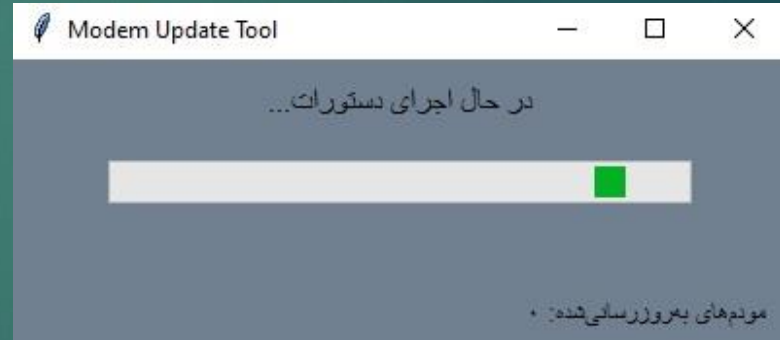 Modem Update Tool
در حال اجرای دستورات...
مودم‌های به‌روزرسانی‌شده: ۰